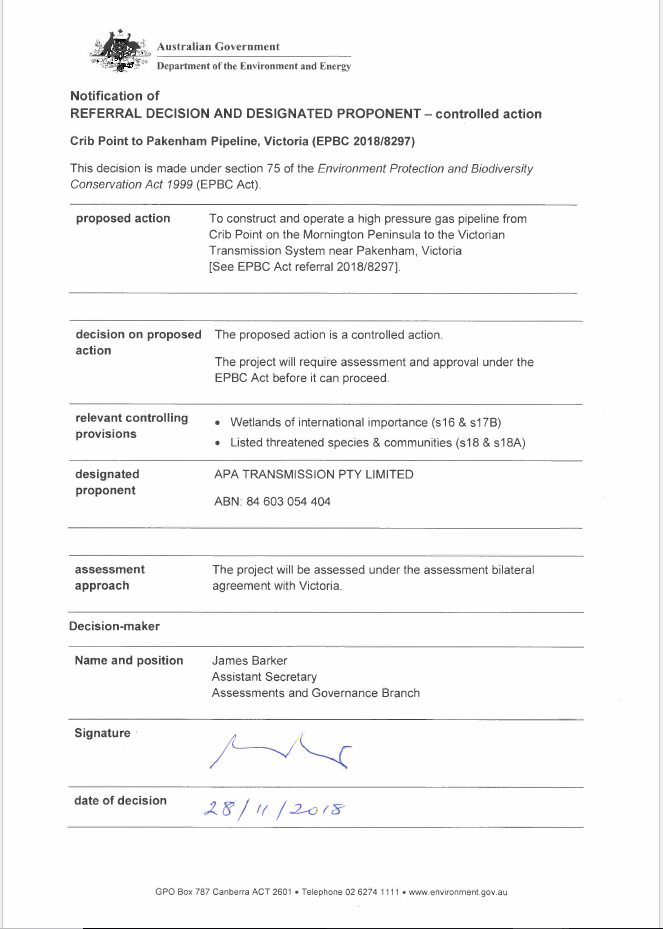 Australian Government
Department of the Environment and Energy
Notification of
REFERRAL DECISION AND DESIGNATED PROPONENT – controlled action
Crib Point to Pakenham Pipeline, Victoria (EPBC 2018/8297)
This decision is made under section 75 of the Environment Protection and Biodiversity
Conservation Act 1999 (EPBC Act).
proposed action
To construct and operate a high pressure gas pipeline from
Crib Point on the Mornington Peninsula to the Victorian
Transmission System near Pakenham, Victoria
[See EPBC Act referral 2018/8297].
decision on proposed
action
The proposed action is a controlled action.
The project will require assessment and approval under the
EPBC Act before it can proceed.
relevant controlling
provisions
• Wetlands of international importance (s16 & s17B)
• Listed threatened species & communities (s18 & s18A)
designated
proponent
APA TRANSMISSION PTY LIMITED
ABN: 84 603 054 404
assessment
approach
The project will be assessed under the assessment bilateral
agreement with Victoria.
Decision-maker
Name and position
James Barker
Assistant Secretary
Assessments and Governance Branch
Signature
date of decision
28/11/2018
GPO Box 787 Canberra ACT 2601 • Telephone 02 6274 1111 • www.environment.gov.au